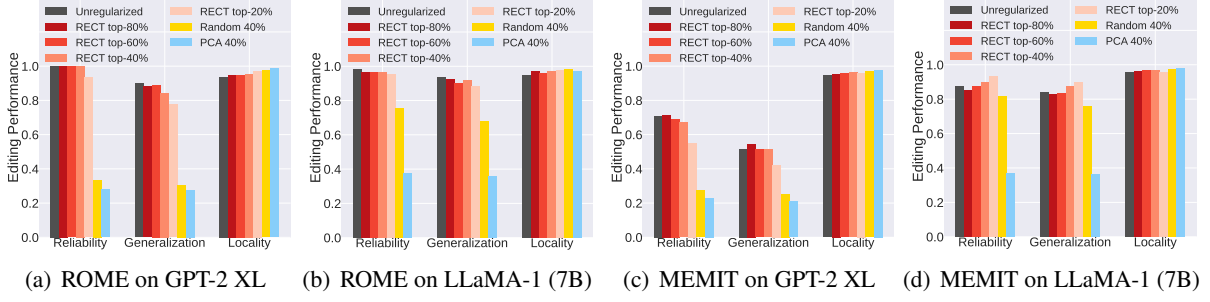 Unregularized
RECT top-80%
RECT top-60%
RECT top-40%
RECT top-20%
Random 40%
PCA 40%
Editing Performance
1.0
0.8
0.6
0.4
0.2
0.0
Reliability Generalization Locality
(a) ROME on GPT-2 XL
Unregularized
RECT top-80%
RECT top-60%
RECT top-40%
RECT top-20%
Random 40%
PCA 40%
Editing Performance
1.0
0.8
0.6
0.4
0.2
0.0
Reliability Generalization Locality
(b) ROME on LLaMA-1 (7B)
Unregularized
RECT top-80%
RECT top-60%
RECT top-40%
RECT top-20%
Random 40%
PCA 40%
Editing Performance
1.0
0.8
0.6
0.4
0.2
0.0
Reliability Generalization Locality
(c) MEMIT on GPT-2 XL
Unregularized
RECT top-80%
RECT top-60%
RECT top-40%
RECT top-20%
Random 40%
PCA 40%
Editing Performance
1.0
0.8
0.6
0.4
0.2
0.0
Reliability Generalization Locality
(d) MEMIT on LLaMA-1 (7B)